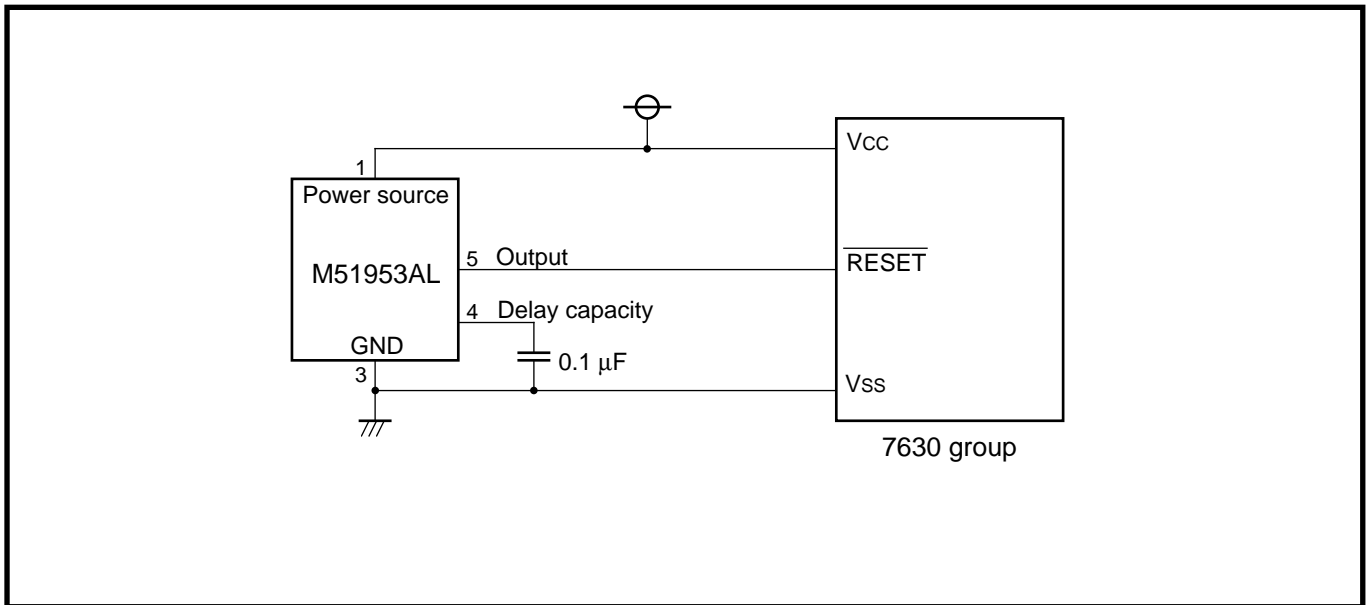 VCC
1
Power source
M51953AL
5 Output
RESET
4 Delay capacity
GND
0.1 μF
3
VSS
7630 group